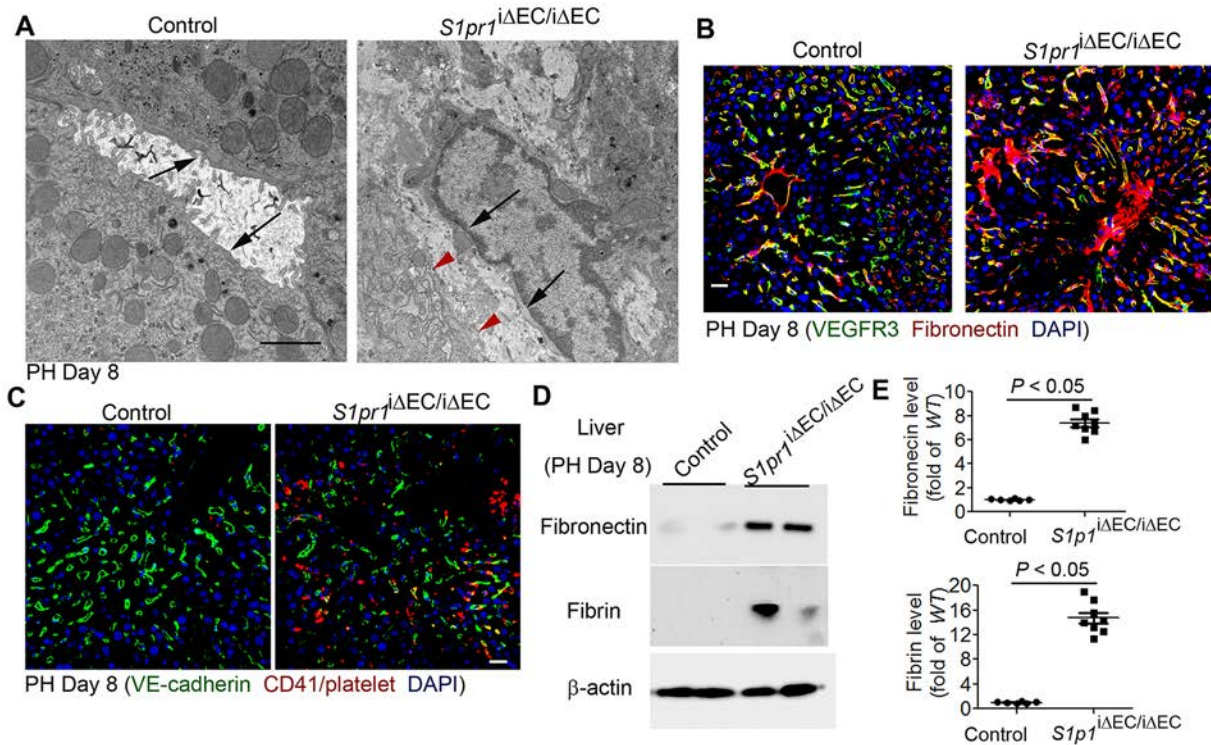 A
Control
S1pr1iΔEC/iΔEC
PH Day 8
B
Control
S1pr1iΔEC/iΔEC
PH Day 8 (VEGFR3 Fibronectin DAPI)
C
Control
S1pr1iΔEC/iΔEC
PH Day 8 (VE-cadherin CD41/platelet DAPI)
D
Liver
(PH Day 8)
Control
S1pr1iΔEC/iΔEC
Fibronectin
Fibrin
β-actin
E
Fibronecin level
(fold of WT)
10
8
6
4
2
0
P < 0.05
Control
S1p1iΔEC/iΔEC
Fibrin level
(fold of WT)
20
16
12
8
4
0
P < 0.05
Control
S1p1iΔEC/iΔEC